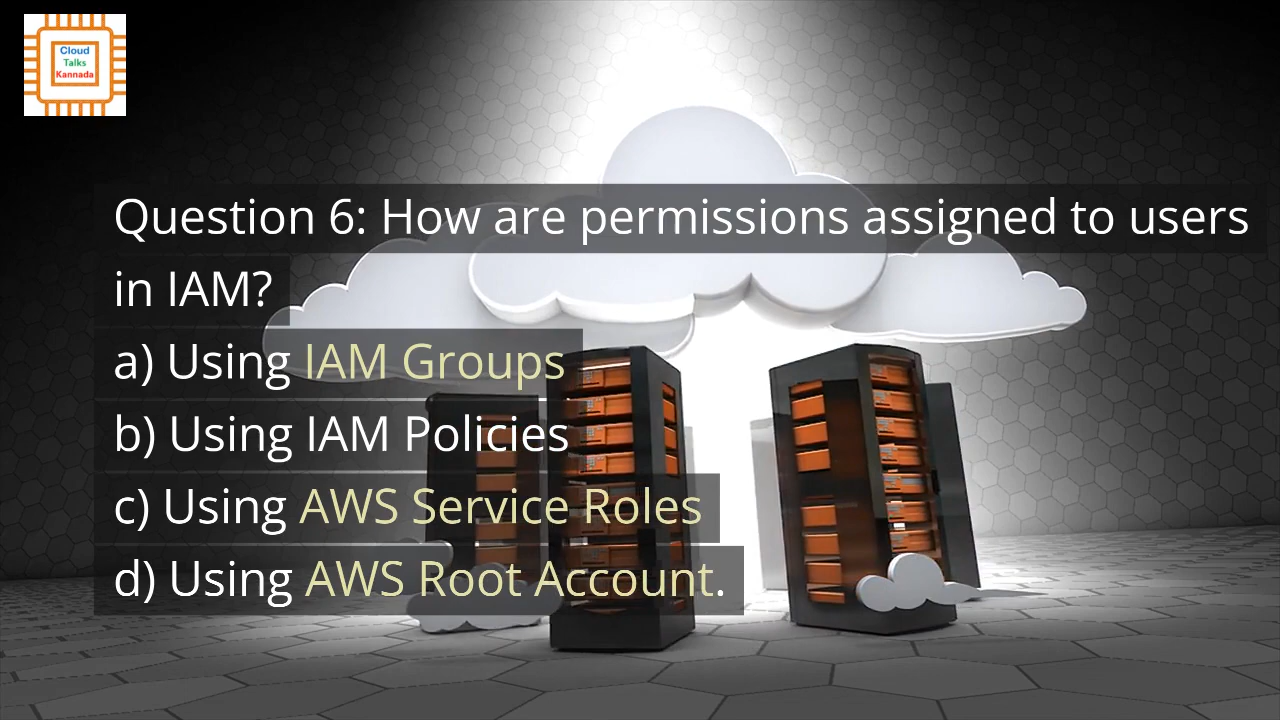 Cloud
Talks
Kannada
Question 6: How are permissions assigned to users
in IAM?
a) Using IAM Groups
b) Using IAM Policies
c) Using AWS Service Roles
d) Using AWS Root Account.